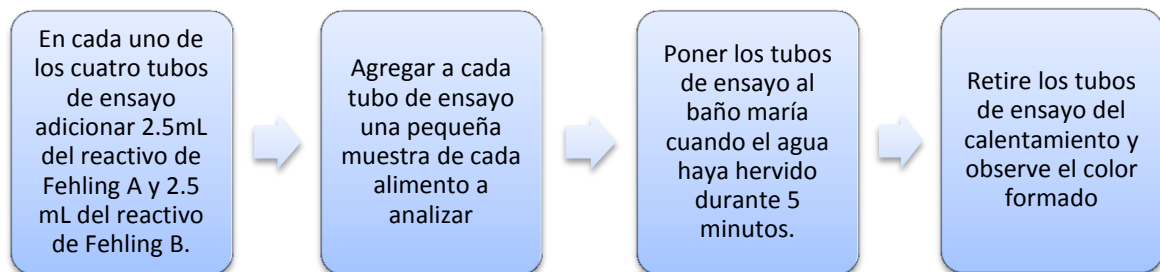 En cada uno de
los cuatro tubos
de ensayo
adicionar 2.5mL
del reactivo de
Fehling A y 2.5
mL del reactivo
de Fehling B.
Agregar a cada
tubo de ensayo
una pequeña
muestra de cada
alimento a
analizar
Poner los tubos
de ensayo al
baño maría
cuando el agua
haya hervido
durante 5
minutos.
Retire los tubos
de ensayo del
calentamiento y
observe el color
formado